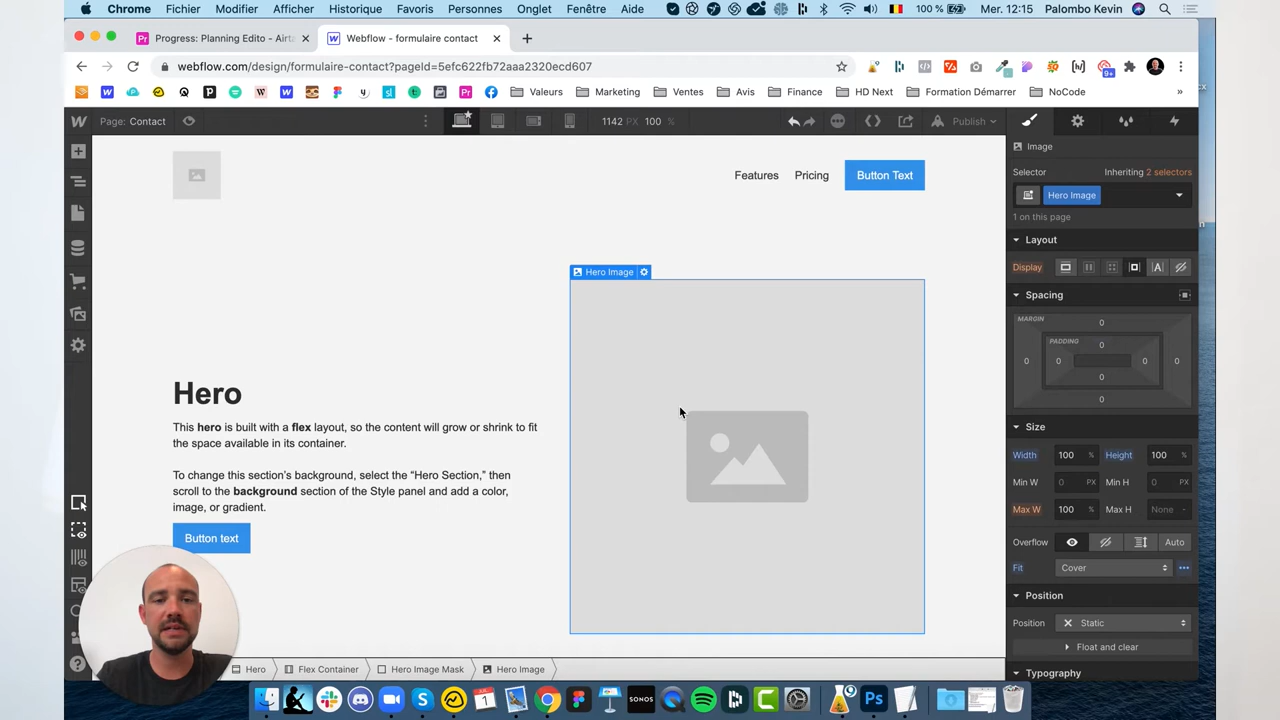 Chrome Fichier Modifier Afficher Historique Favoris Personnes Onglet Fenêtre Aide 100 % Mer. 12:15 Palombo Kevin
Progress: Planning Edito - Airta × Webflow - formulaire contact ×
webflow.com/design/formulaire-contact?pageId=5efc622fb72aaa2320ecd607
9+
Valeurs Marketing Ventes Avis Finance HD Next Formation Démarrer NoCode »
Page: Contact 1142 PX 100 % Publish
Image
Features Pricing Button Text
Selector Inheriting 2 selectors
Hero Image
1 on this page
Layout
Display
Hero Image
Spacing
MARGIN 0
PADDING 0
0 0 0 0
0
0
Hero
This hero is built with a flex layout, so the content will grow or shrink to fit
the space available in its container.
To change this section's background, select the “Hero Section,” then
scroll to the background section of the Style panel and add a color,
image, or gradient.
Button text
Size
Width 100 % Height 100 %
Min W 0 PX Min H 0 PX
Max W 100 % Max H None -
Overflow Auto
Fit Cover
Position
Position Static
Float and clear
Typography
Hero Flex Container Hero Image Mask Hero Image
SONOS